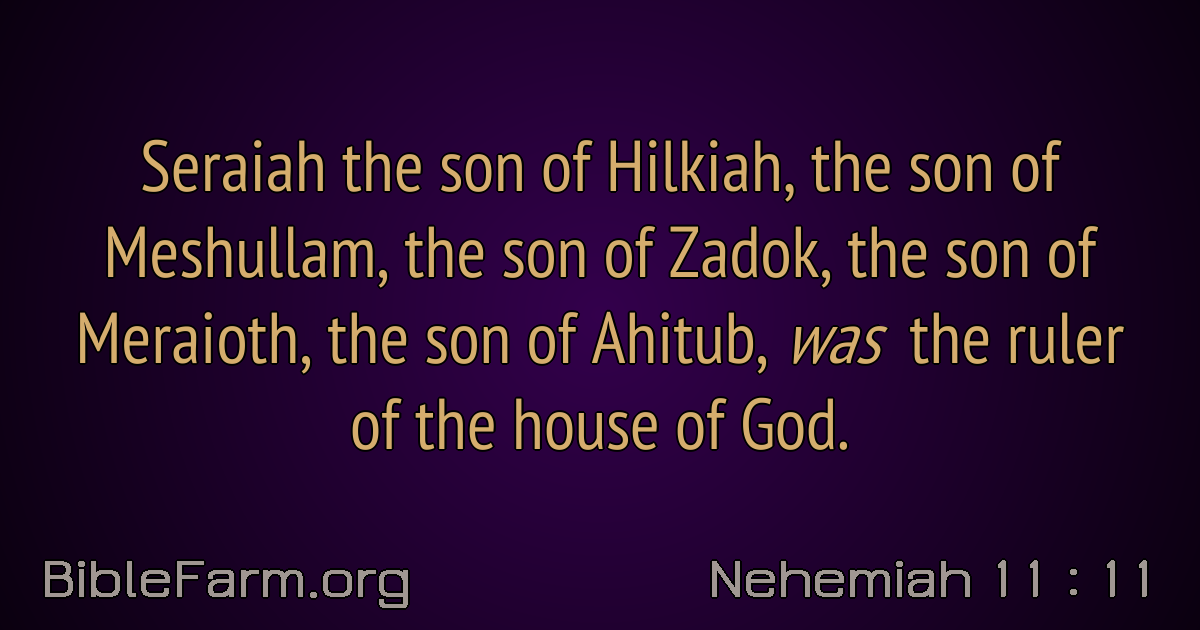 Seraiah the son of Hilkiah, the son of
Meshullam, the son of Zadok, the son of
Meraioth, the son of Ahitub, was the ruler
of the house of God.
BibleFarm.org
Nehemiah 11 : 11